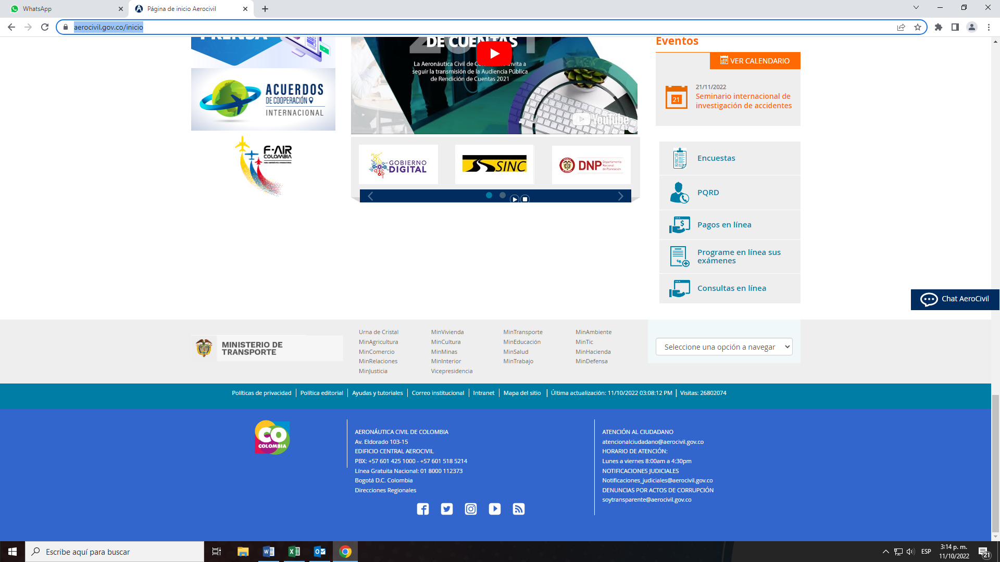 WhatsApp
Página de inicio Aerocivil
aerocivil.gov.co/inicio
PRENSA
ACUERDOS
DE COOPERACIÓN
INTERNACIONAL
F-AIR
COLOMBIA
2021
DE CUENTAS
La Aeronáutica Civil de
invita a
seguir la transmisión de la Audiencia Pública
de Rendición de Cuentas 2021
YouTube
GOBIERNO
DIGITAL
SINC
DNP
Departamento
Nacional
de Planeación
Eventos
VER CALENDARIO
21
21/11/2022
Seminario internacional de
investigación de accidentes
Encuestas
PQRD
Pagos en línea
Programe en línea sus
exámenes
Consultas en línea
Chat AeroCivil
MINISTERIO DE
TRANSPORTE
Urna de Cristal
MinAgricultura
MinComercio
MinRelaciones
MinJusticia
MinVivienda
MinCultura
MinMinas
MinInterior
Vicepresidencia
MinTransporte
MinEducación
MinSalud
MinTrabajo
MinAmbiente
MinTic
MinHacienda
MinDefensa
Seleccione una opción a navegar
Políticas de privacidad | Política editorial | Ayudas y tutoriales | Correo institucional | Intranet | Mapa del sitio | Última actualización: 11/10/2022 03:08:12 PM | Visitas: 26802074
CO
COLOMBIA
AERONÁUTICA CIVIL DE COLOMBIA
Av. Eldorado 103-15
EDIFICIO CENTRAL AEROCIVIL
PBX: +57 601 425 1000 - +57 601 518 5214
Línea Gratuita Nacional: 01 8000 112373
Bogotá D.C. Colombia
Direcciones Regionales
ATENCIÓN AL CIUDADANO
atencionalciudadano@aerocivil.gov.co
HORARIO DE ATENCIÓN:
Lunes a viernes 8:00am a 4:30pm
NOTIFICACIONES JUDICIALES
Notificaciones_judiciales@aerocivil.gov.co
DENUNCIAS POR ACTOS DE CORRUPCIÓN
soytransparente@aerocivil.gov.co
Escribe aquí para buscar
ESP
3:14 p. m.
11/10/2022
21